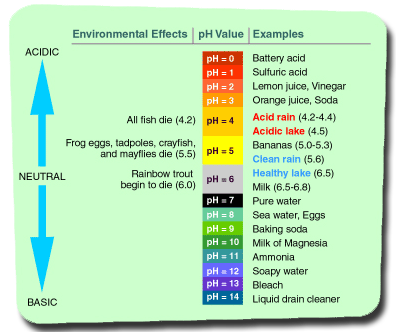 Environmental Effects pH Value Examples
ACIDIC
pH = 0 Battery acid
pH = 1 Sulfuric acid
pH = 2 Lemon juice, Vinegar
pH = 3 Orange juice, Soda
All fish die (4.2) pH = 4 Acid rain (4.2-4.4)
Acidic lake (4.5)
Frog eggs, tadpoles, crayfish,
and mayflies die (5.5)
pH = 5 Bananas (5.0-5.3)
Clean rain (5.6)
NEUTRAL
Rainbow trout
begin to die (6.0)
pH = 6 Healthy lake (6.5)
Milk (6.5-6.8)
pH = 7 Pure water
pH = 8 Sea water, Eggs
pH = 9 Baking soda
pH = 10 Milk of Magnesia
pH = 11 Ammonia
pH = 12 Soapy water
pH = 13 Bleach
pH = 14 Liquid drain cleaner
BASIC